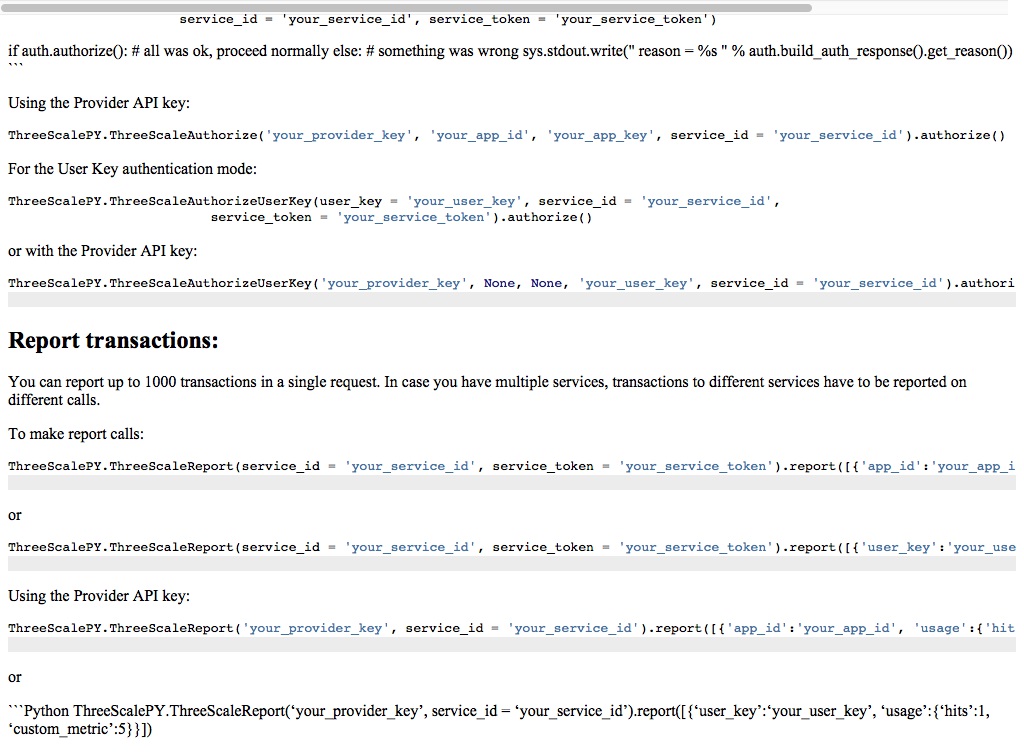 service_id = 'your_service_id', service_token = 'your_service_token')
if auth.authorize(): # all was ok, proceed normally else: # something was wrong sys.stdout.write(" reason = %s " % auth.build_auth_response().get_reason())
```
Using the Provider API key:
ThreeScalePY.ThreeScaleAuthorize('your_provider_key', 'your_app_id', 'your_app_key', service_id = 'your_service_id').authorize()
For the User Key authentication mode:
ThreeScalePY.ThreeScaleAuthorizeUserKey(user_key = 'your_user_key', service_id = 'your_service_id',
service_token = 'your_service_token').authorize()
or with the Provider API key:
ThreeScalePY.ThreeScaleAuthorizeUserKey('your_provider_key', None, None, 'your_user_key', service_id = 'your_service_id').authori
Report transactions:
You can report up to 1000 transactions in a single request. In case you have multiple services, transactions to different services have to be reported on
different calls.
To make report calls:
ThreeScalePY.ThreeScaleReport(service_id = 'your_service_id', service_token = 'your_service_token').report([{'app_id':'your_app_i
or
ThreeScalePY.ThreeScaleReport(service_id = 'your_service_id', service_token = 'your_service_token').report([{'user_key':'your_use
Using the Provider API key:
ThreeScalePY.ThreeScaleReport('your_provider_key', service_id = 'your_service_id').report([{'app_id':'your_app_id', 'usage':{'hit
or
```Python ThreeScalePY.ThreeScaleReport(‘your_provider_key’, service_id = ‘your_service_id’).report([{‘user_key’:‘your_user_key’, ‘usage’:{‘hits’:1,
‘custom_metric’:5}}])